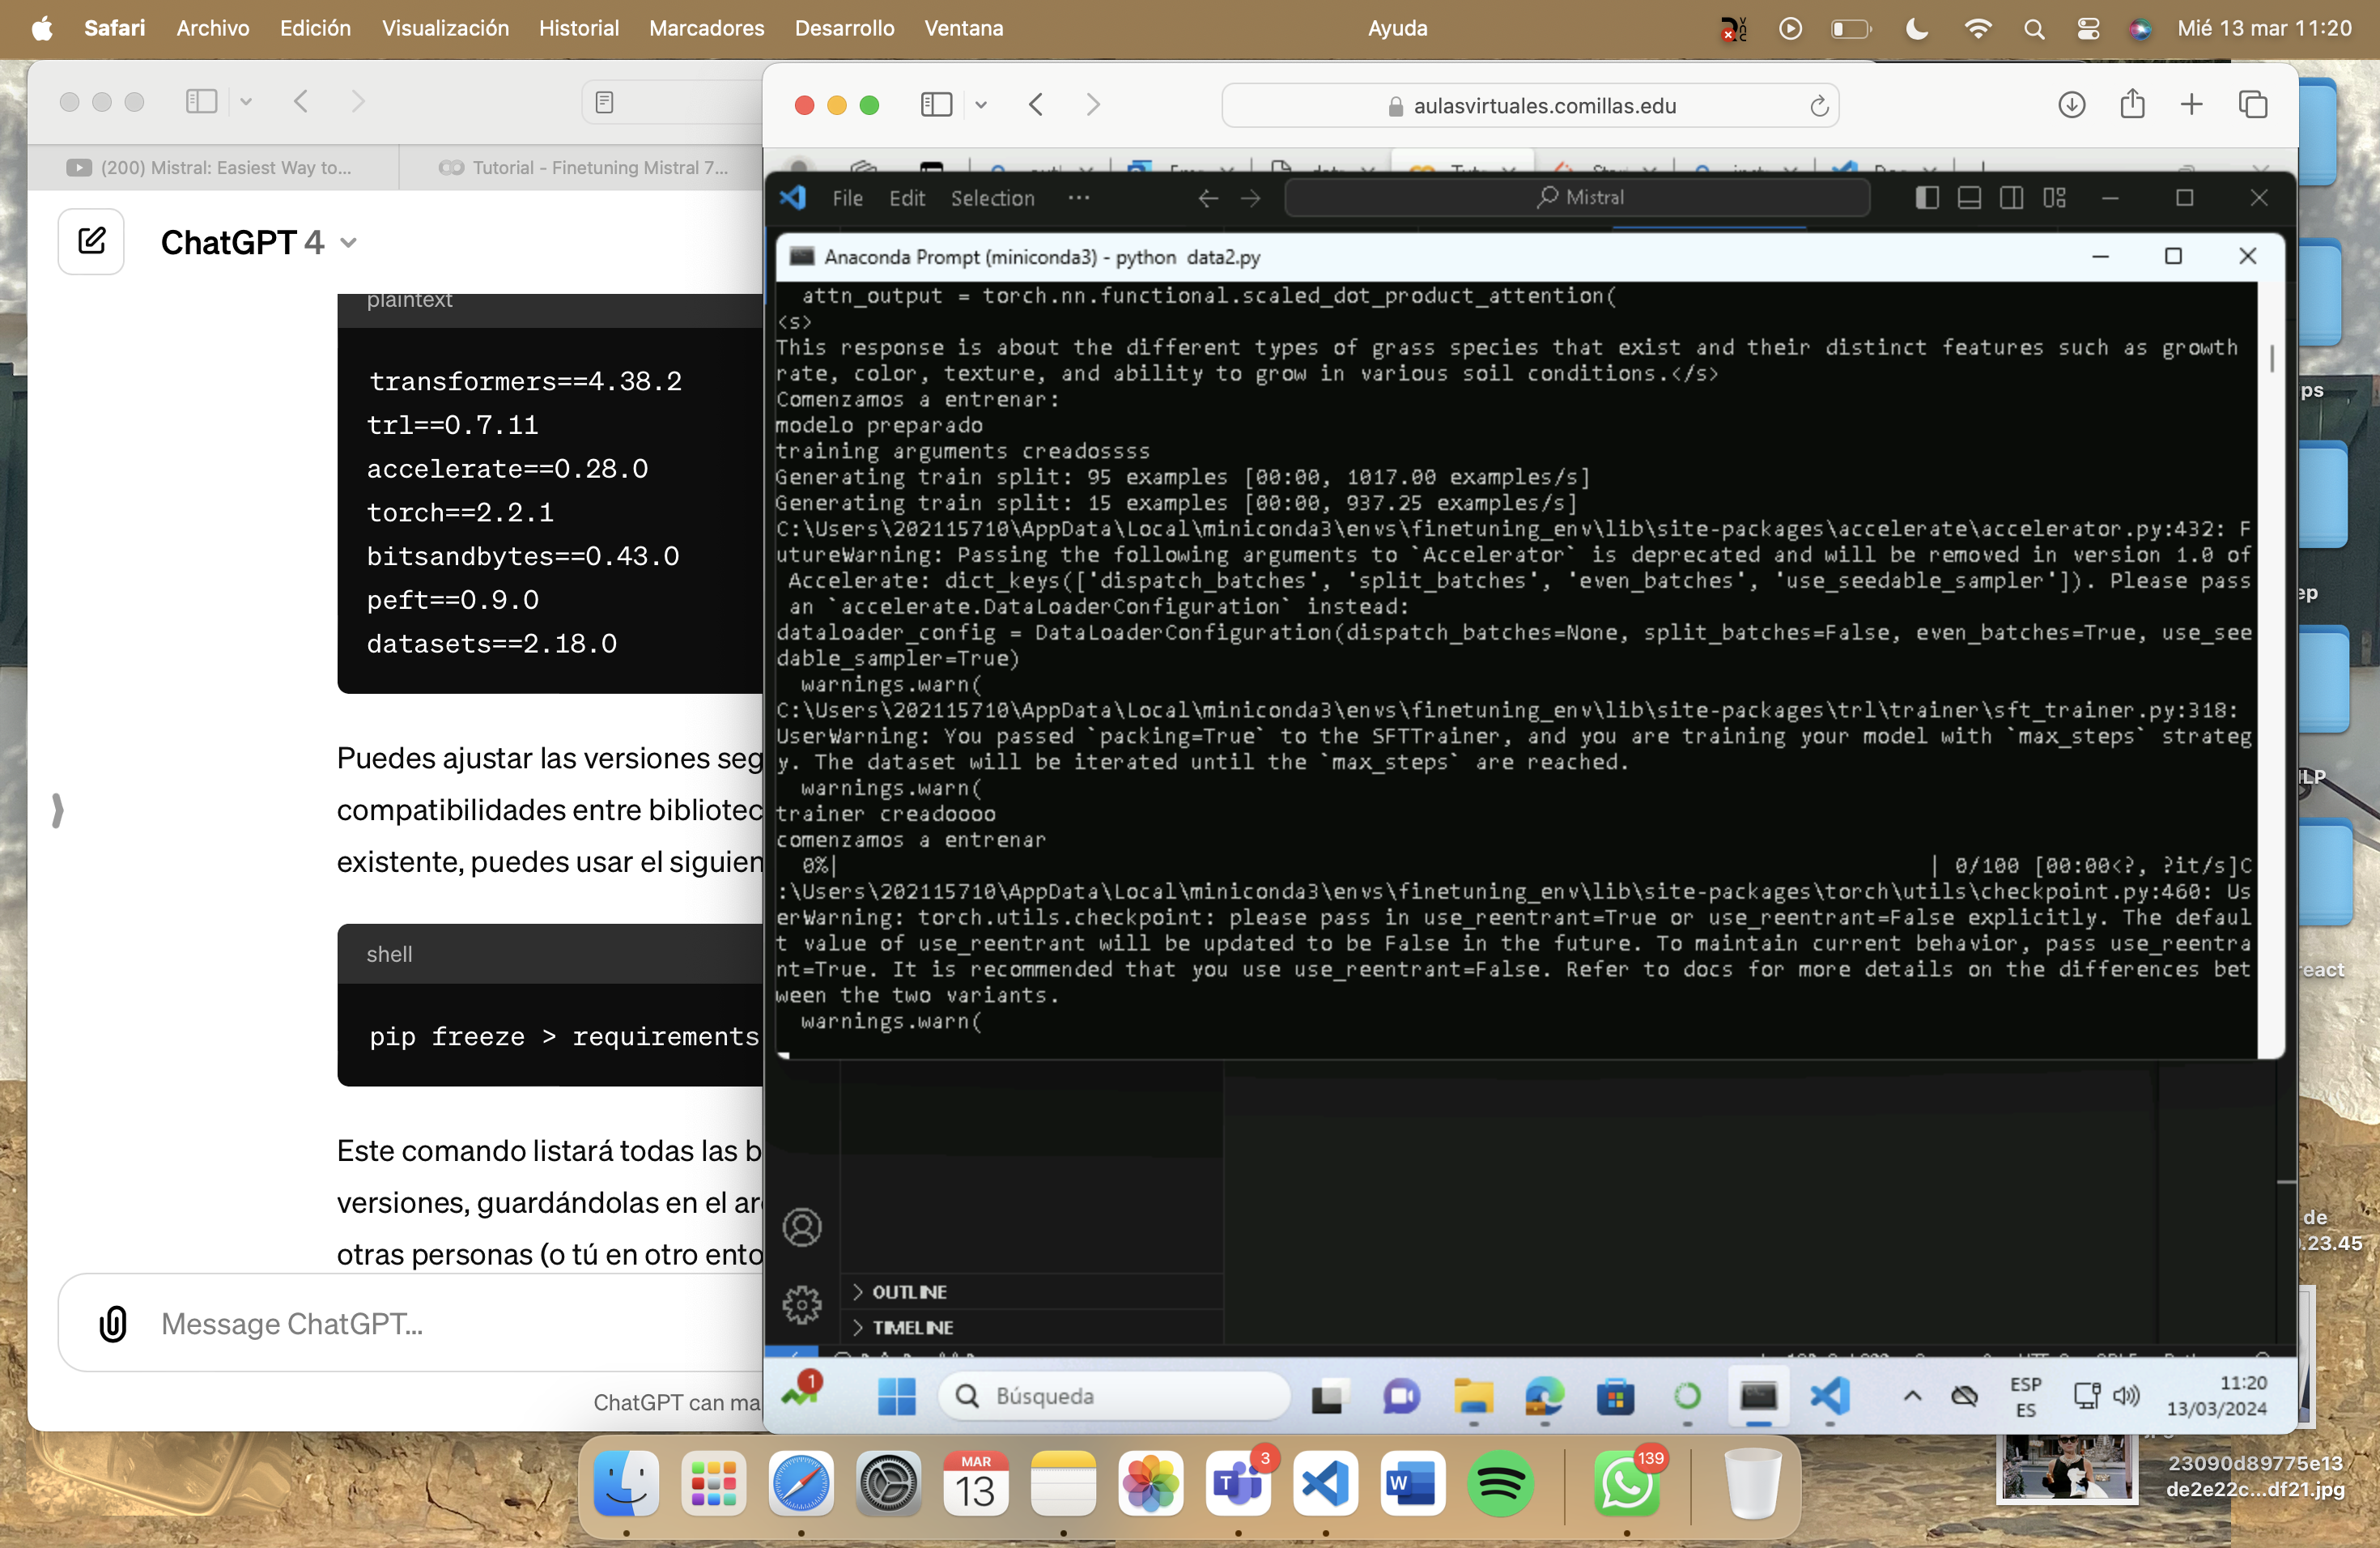 Safari Archivo Edición Visualización Historial Marcadores Desarrollo Ventana Ayuda Mié 13 mar 11:20
(200) Mistral: Easiest Way to...
Tutorial - Finetuning Mistral 7...
ChatGPT 4
plaintext
transformers==4.38.2
trl==0.7.11
accelerate==0.28.0
torch==2.2.1
bitsandbytes==0.43.0
peft==0.9.0
datasets==2.18.0
Puedes ajustar las versiones seg
compatibilidades entre bibliotec
existente, puedes usar el siguien
shell
pip freeze > requirements
Este comando listará todas las b
versiones, guardándolas en el ar
otras personas (o tú en otro ento
Message ChatGPT...
ChatGPT can ma
aulasvirtuales.comillas.edu
File Edit Selection ... Mistral
Anaconda Prompt (miniconda3) - python data2.py
attn_output = torch.nn.functional.scaled_dot_product_attention(
<s>
This response is about the different types of grass species that exist and their distinct features such as growth
rate, color, texture, and ability to grow in various soil conditions.</s>
Comenzamos a entrenar:
modelo preparado
training arguments creadossss
Generating train split: 95 examples [00:00, 1017.00 examples/s]
Generating train split: 15 examples [00:00, 937.25 examples/s]
C:\Users\202115710\AppData\Local\miniconda3\envs\finetuning_env\lib\site-packages\accelerate\accelerator.py:432: F
utureWarning: Passing the following arguments to `Accelerator` is deprecated and will be removed in version 1.0 of
Accelerate: dict_keys(['dispatch_batches', 'split_batches', 'even_batches', 'use_seedable_sampler']). Please pass
an `accelerate.DataLoaderConfiguration` instead:
dataloader_config = DataLoaderConfiguration(dispatch_batches=None, split_batches=False, even_batches=True, use_see
dable_sampler=True)
warnings.warn(
C:\Users\202115710\AppData\Local\miniconda3\envs\finetuning_env\lib\site-packages\trl\trainer\sft_trainer.py:318:
UserWarning: You passed `packing=True` to the SFTTrainer, and you are training your model with `max_steps` strateg
y. The dataset will be iterated until the `max_steps` are reached.
warnings.warn(
trainer creadoooo
comenzamos a entrenar
0%| | 0/100 [00:00<?, ?it/s]C
:\Users\202115710\AppData\Local\miniconda3\envs\finetuning_env\lib\site-packages\torch\utils\checkpoint.py:460: Us
erWarning: torch.utils.checkpoint: please pass in use_reentrant=True or use_reentrant=False explicitly. The defaul
t value of use_reentrant will be updated to be False in the future. To maintain current behavior, pass use_reentra
nt=True. It is recommended that you use use_reentrant=False. Refer to docs for more details on the differences bet
ween the two variants.
warnings.warn(
OUTLINE
TIMELINE
1
Búsqueda
ESP
ES
11:20
13/03/2024
ps
ep
LP
react
de
.23.45
23090d89775e13
de2e22c...df21.jpg
MAR
13
3
139